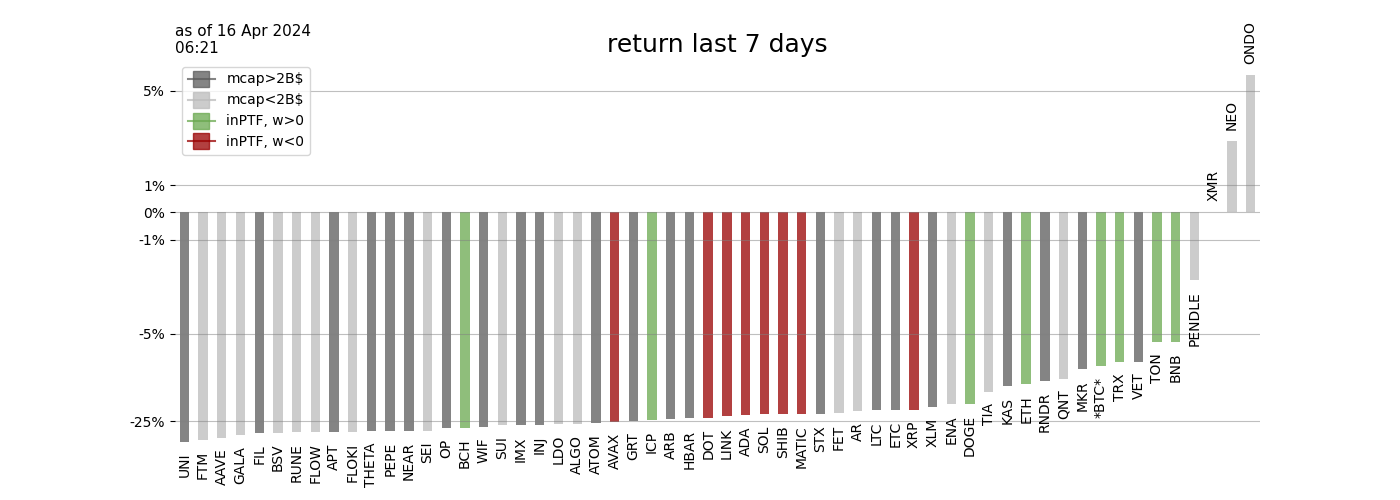 as of 16 Apr 2024
06:21
return last 7 days
mcap>2B$
mcap<2B$
inPTF, w>0
inPTF, w<0
5%
1%
0%
-1%
-5%
-25%
UNI
FTM
AAVE
GALA
FIL
BSV
RUNE
FLOW
APT
FLOKI
THETA
PEPE
NEAR
SEI
OP
BCH
WIF
SUI
IMX
INJ
LDO
ALGO
ATOM
AVAX
GRT
ICP
ARB
HBAR
DOT
LINK
ADA
SOL
SHIB
MATIC
STX
FET
AR
LTC
ETC
XRP
XLM
ENA
DOGE
TIA
KAS
ETH
RNDR
QNT
MKR
*BTC*
TRX
VET
TON
BNB
PENDLE
XMR
NEO
ONDO